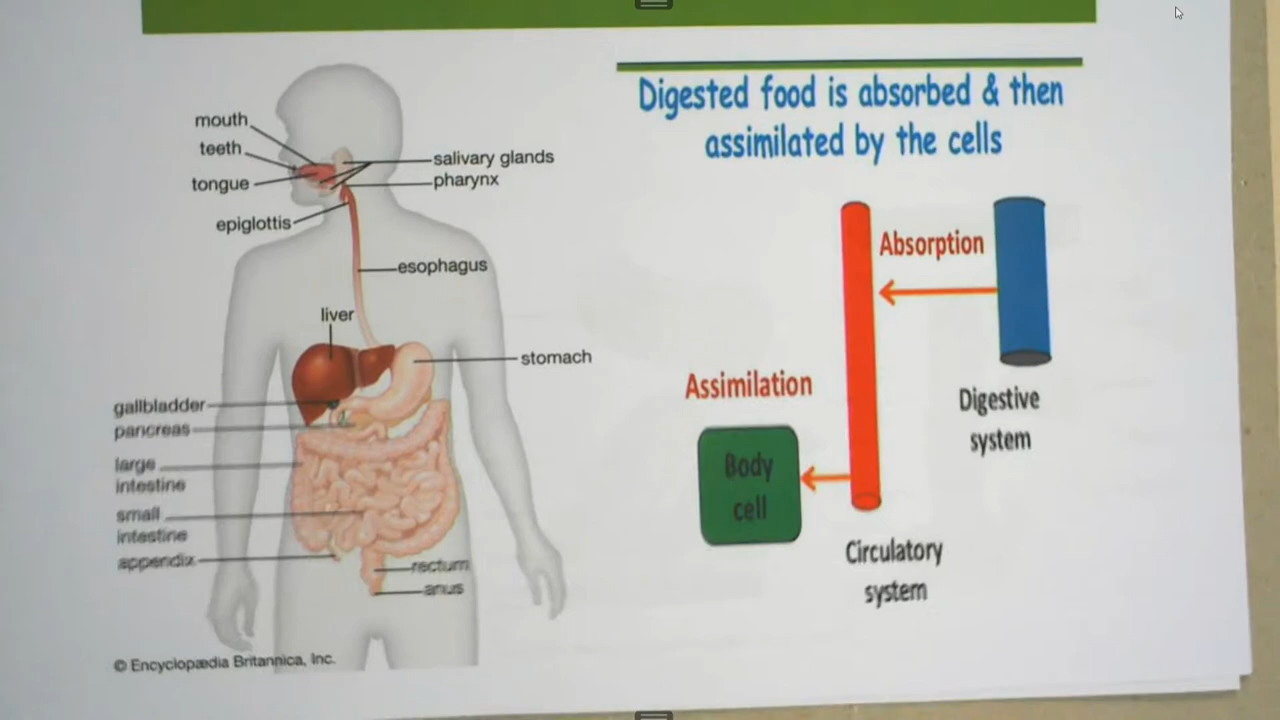 mouth
teeth
tongue
epiglottis
salivary glands
pharynx
esophagus
liver
stomach
gallbladder
pancreas
large
intestine
small
intestine
appendix
rectum
anus
© Encyclopædia Britannica, Inc.
Digested food is absorbed & then
assimilated by the cells
Absorption
Digestive
system
Assimilation
Body
cell
Circulatory
system